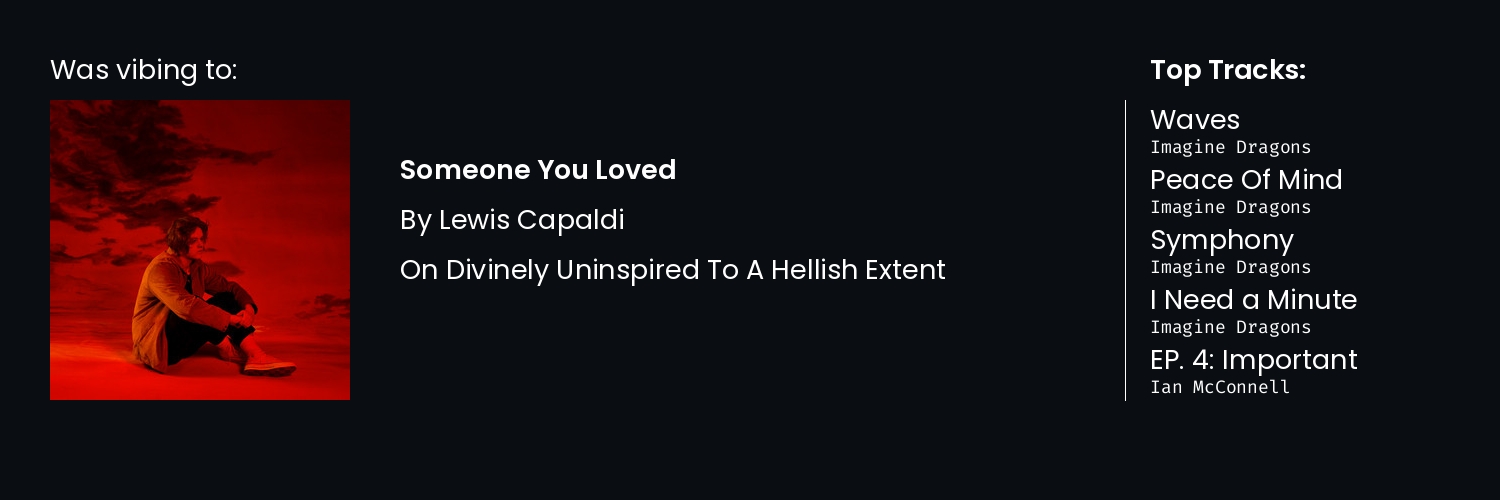 Was vibing to:
Someone You Loved
By Lewis Capaldi
On Divinely Uninspired To A Hellish Extent
Top Tracks:
Waves
Imagine Dragons
Peace Of Mind
Imagine Dragons
Symphony
Imagine Dragons
I Need a Minute
Imagine Dragons
EP. 4: Important
Ian McConnell